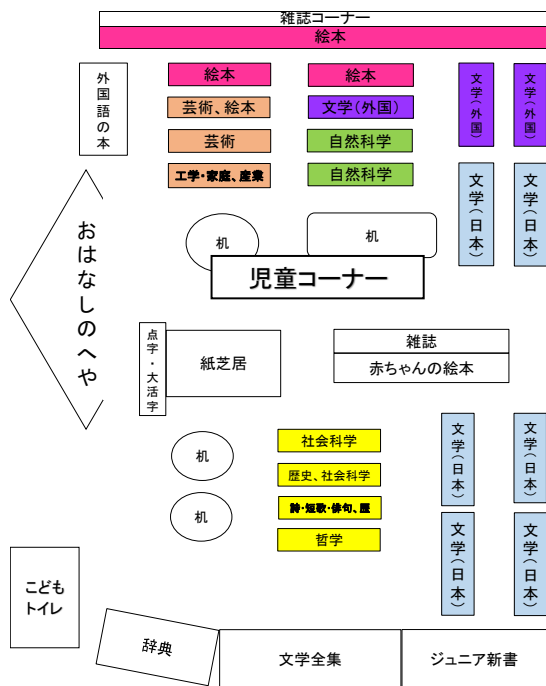 雑誌コーナー
絵本
外国語の本
絵本
絵本
文学(外国)
文学(外国)
芸術、絵本
文学(外国)
芸術
自然科学
工学・家庭、産業
自然科学
文学(日本)
文学(日本)
おはなしのへや
机
机
児童コーナー
点字・大活字
紙芝居
雑誌
赤ちゃんの絵本
机
社会科学
文学(日本)
文学(日本)
歴史、社会科学
机
詩・短歌・俳句、歴
哲学
文学(日本)
文学(日本)
こども
トイレ
辞典
文学全集
ジュニア新書